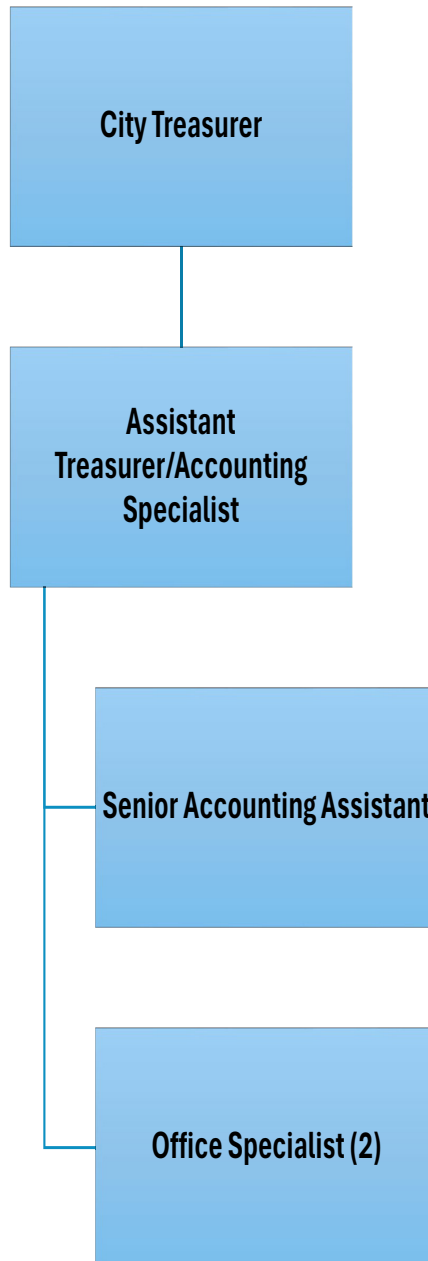 City Treasurer
Assistant
Treasurer/Accounting
Specialist
Senior Accounting Assistant
Office Specialist (2)